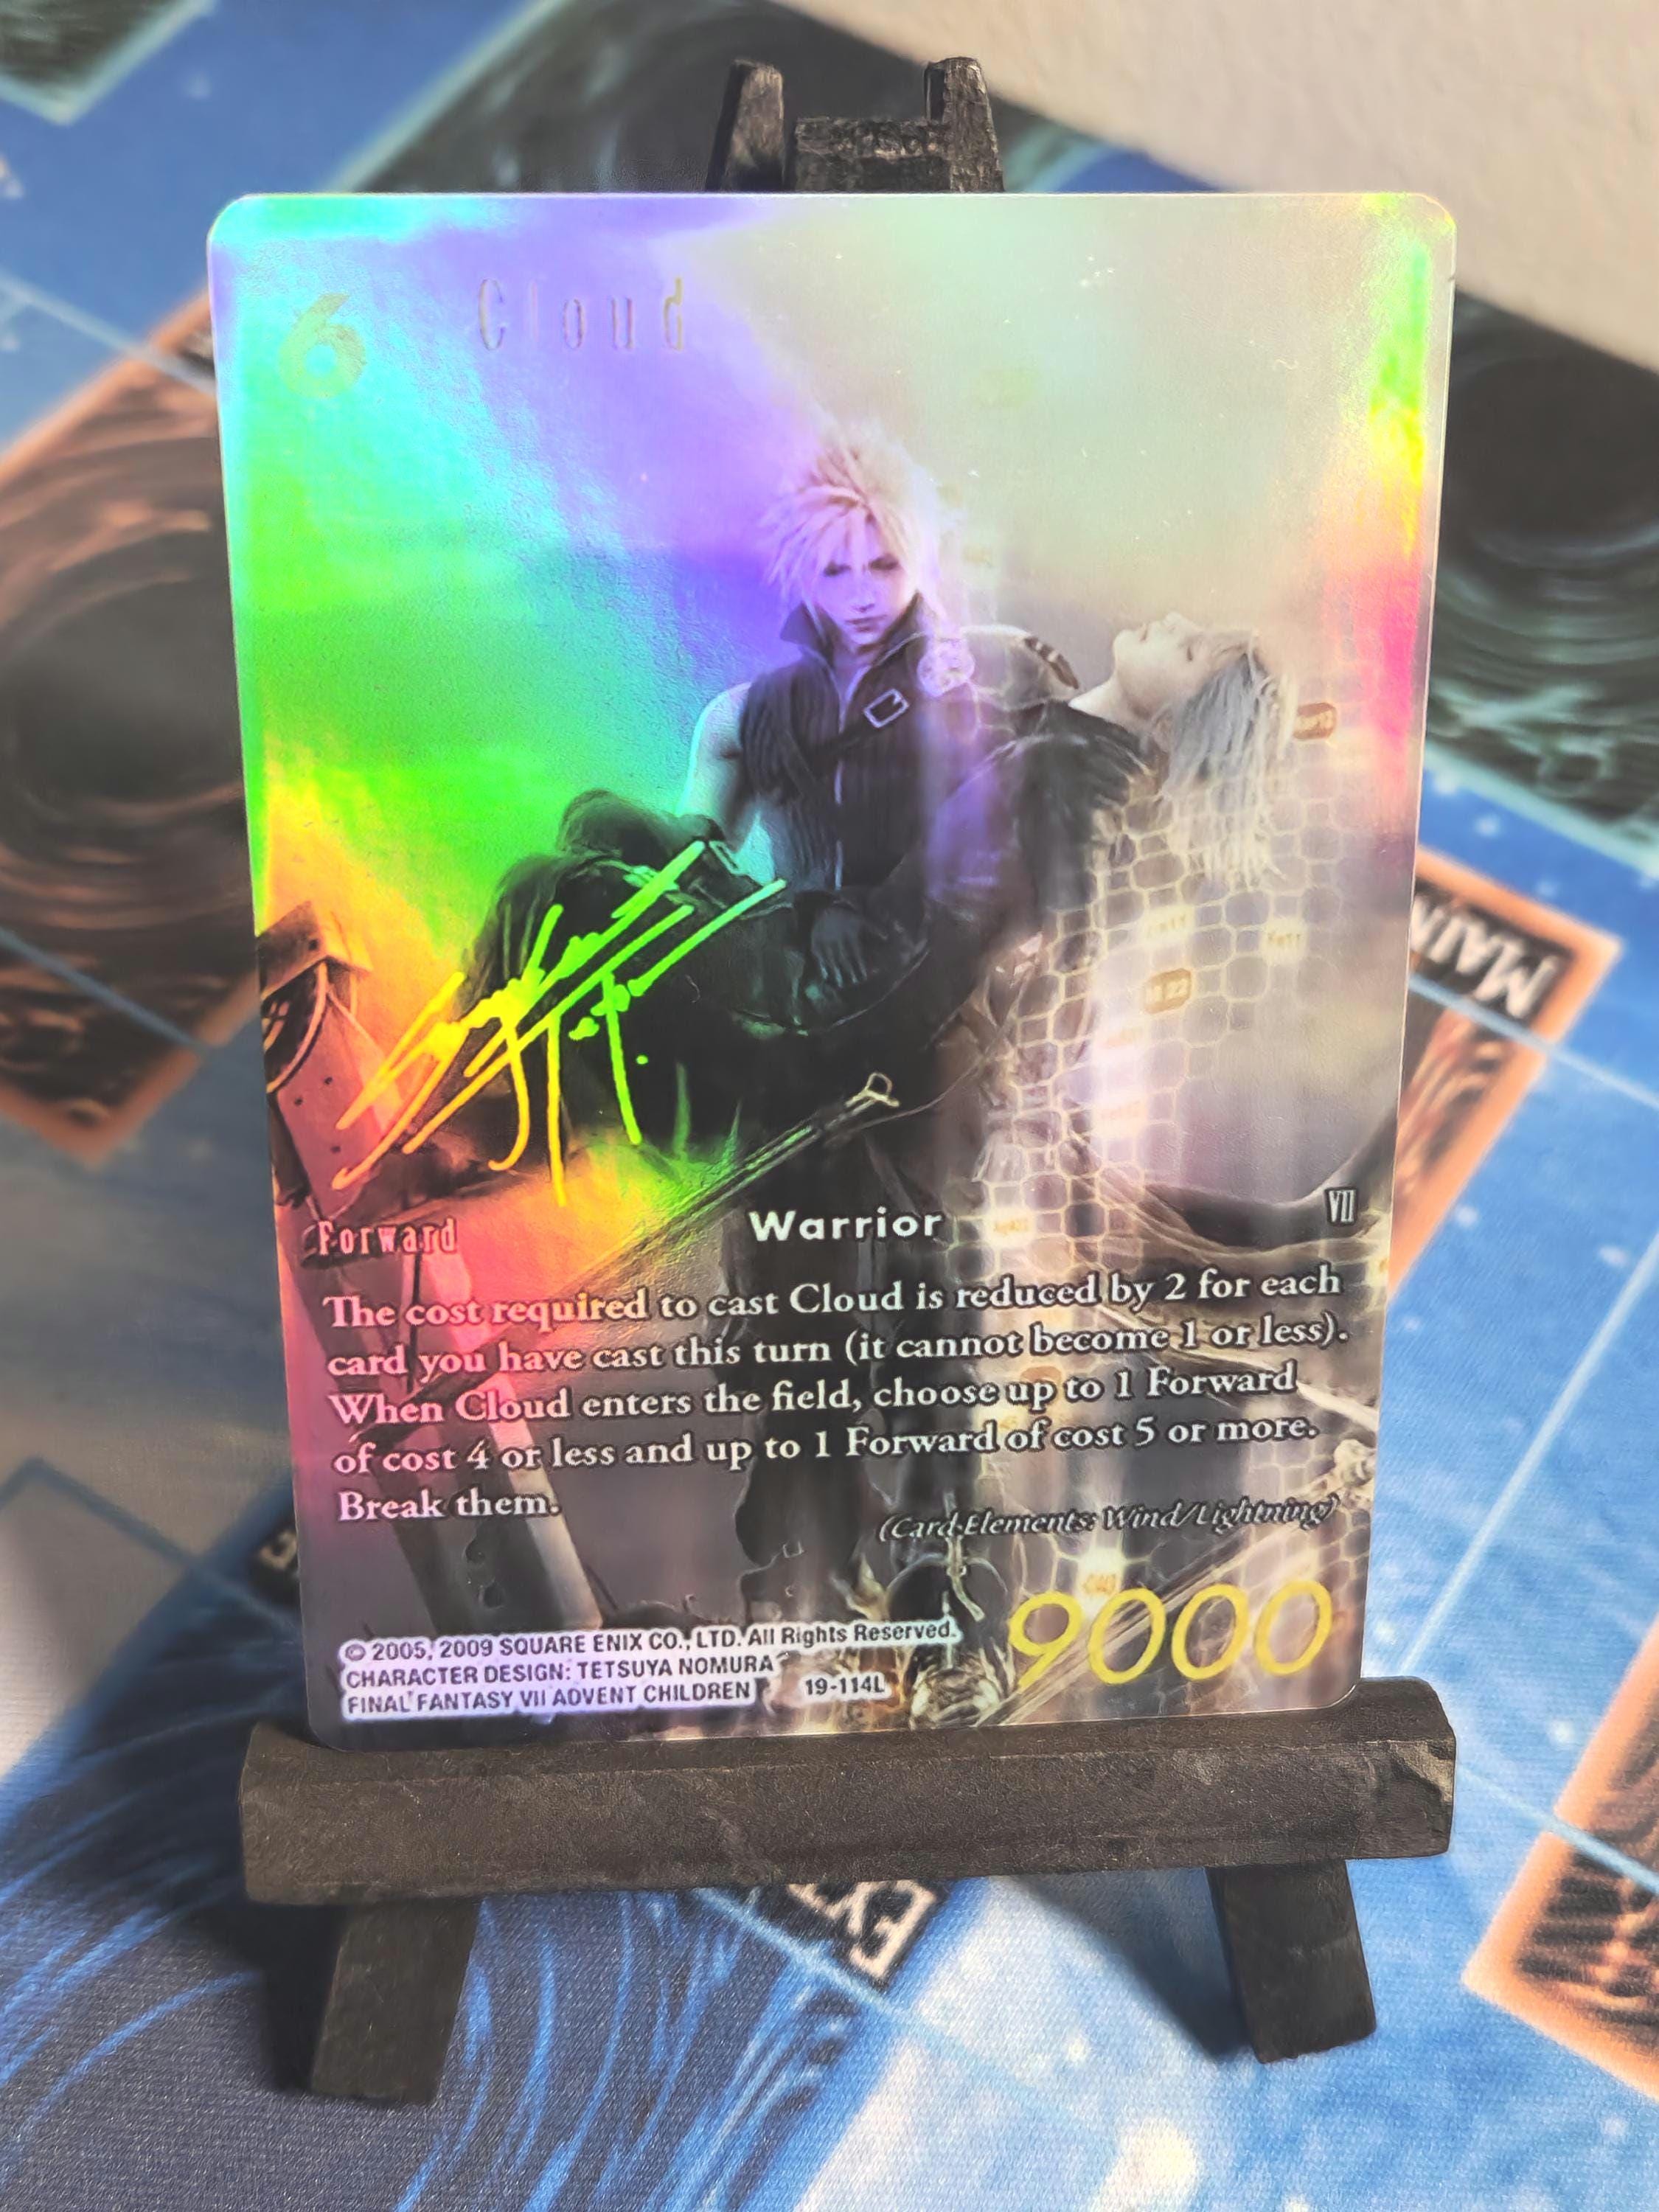 6 Cloud
Forward Warrior VII
The cost required to cast Cloud is reduced by 2 for each
card you have cast this turn (it cannot become 1 or less).
When Cloud enters the field, choose up to 1 Forward
of cost 4 or less and up to 1 Forward of cost 5 or more.
Break them.
(Card Elements: Wind/Lightning)
9000
© 2005, 2009 SQUARE ENIX CO., LTD. All Rights Reserved.
CHARACTER DESIGN: TETSUYA NOMURA
FINAL FANTASY VII ADVENT CHILDREN 19-114L
MAIN